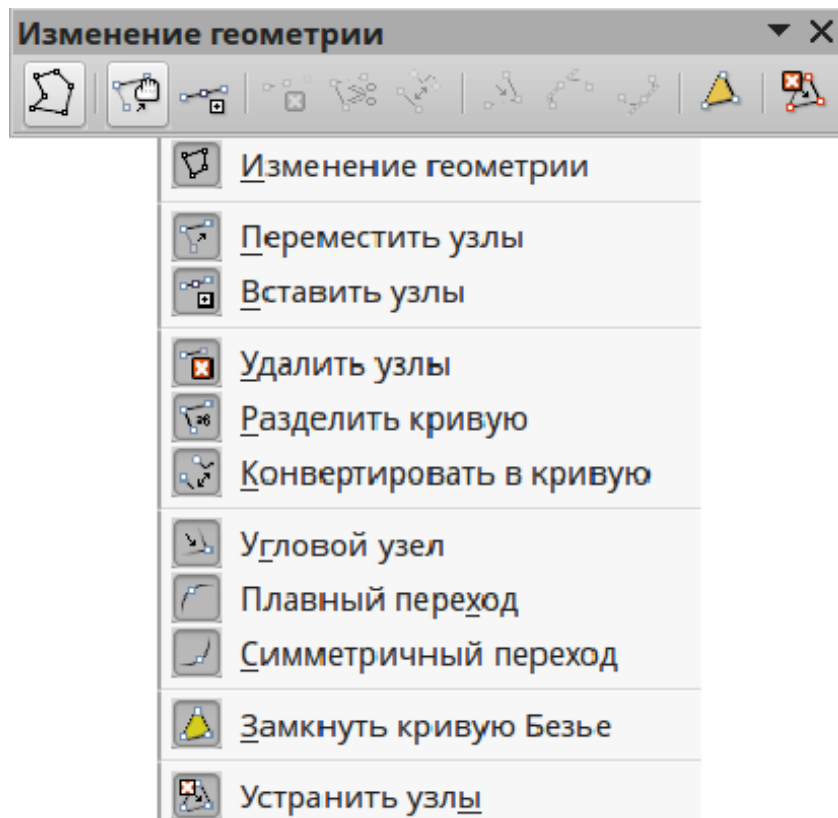 Изменение геометрии
Изменение геометрии
Переместить узлы
Вставить узлы
Удалить узлы
Разделить кривую
Конвертировать в кривую
Угловой узел
Плавный переход
Симметричный переход
Замкнуть кривую Безье
Устранить узлы